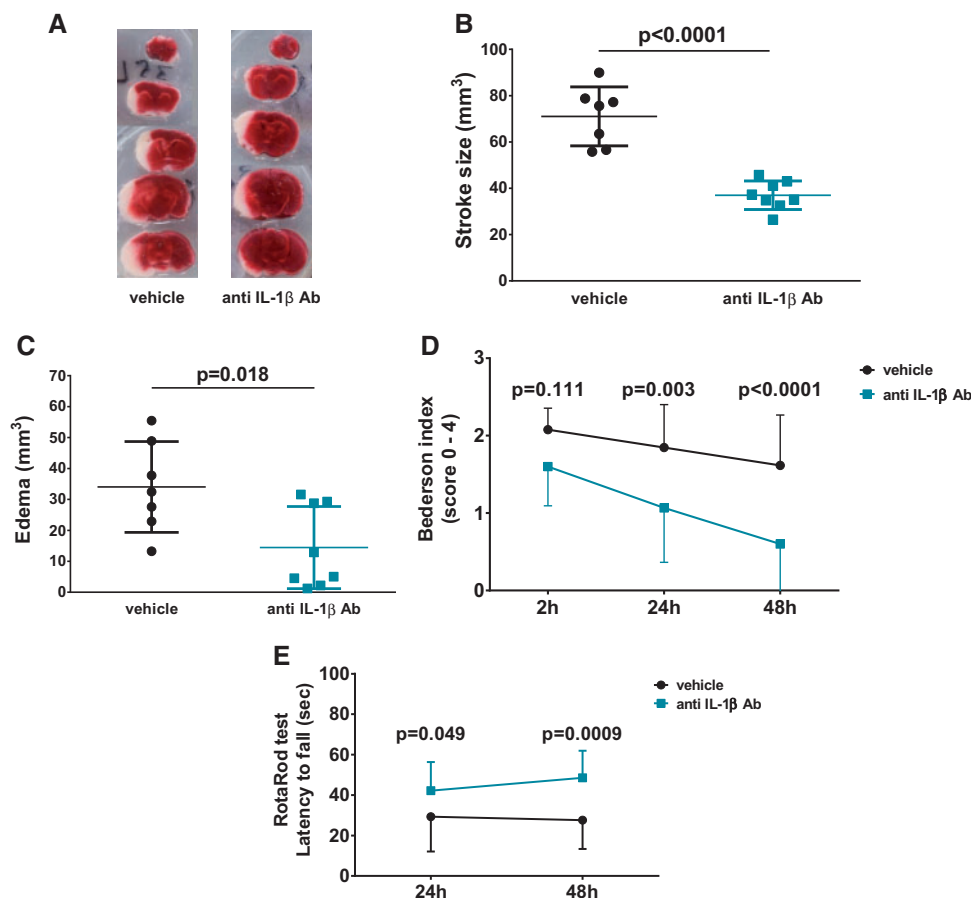 A
vehicle
anti IL-1β Ab
B
p<0.0001
Stroke size (mm³)
100
80
60
40
20
0
vehicle
anti IL-1β Ab
C
p=0.018
Edema (mm³)
70
60
50
40
30
20
10
0
vehicle
anti IL-1β Ab
D
vehicle
anti IL-1β Ab
p=0.111
p=0.003
p<0.0001
Bederson index
(score 0 - 4)
3
2
1
0
2h
24h
48h
E
vehicle
anti IL-1β Ab
p=0.049
p=0.0009
RotaRod test
Latency to fall (sec)
100
80
60
40
20
0
24h
48h